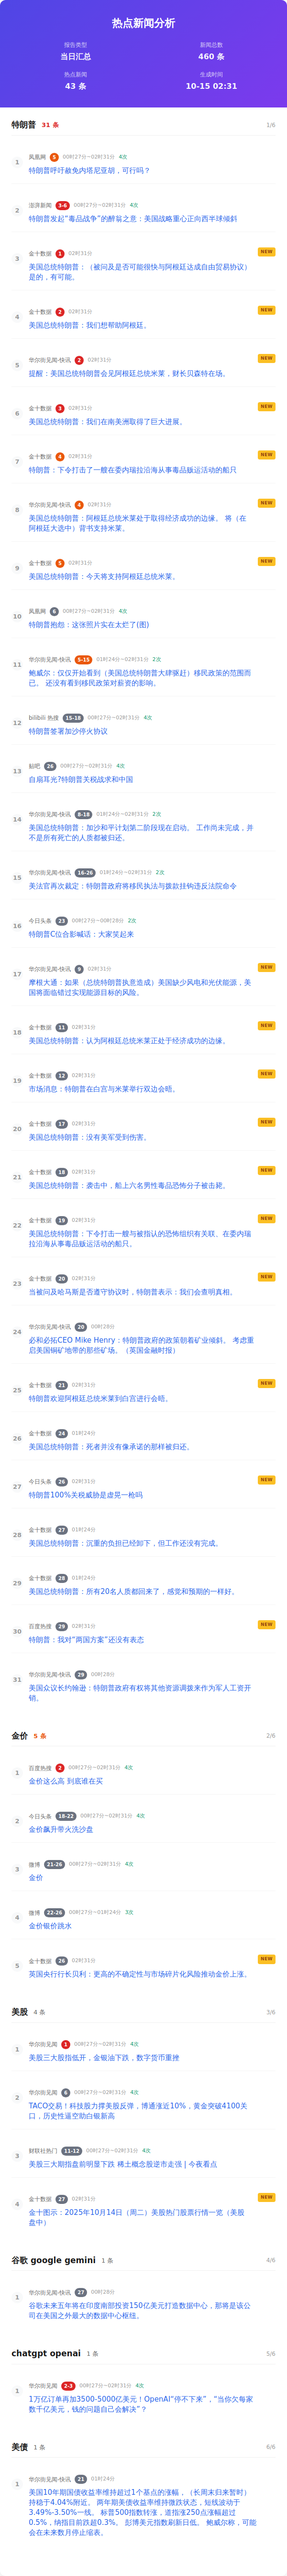 热点新闻分析
报告类型
当日汇总
新闻总数
460 条
热点新闻
43 条
生成时间
10-15 02:31
特朗普 31 条 1/6
1
凤凰网 5 00时27分~02时31分 4次
特朗普呼吁赦免内塔尼亚胡，可行吗？
2
澎湃新闻 3-6 00时27分~02时31分 4次
特朗普发起“毒品战争”的醉翁之意：美国战略重心正向西半球倾斜
3
金十数据 1 02时31分
NEW
美国总统特朗普：（被问及是否可能很快与阿根廷达成自由贸易协议）
是的，有可能。
4
金十数据 2 02时31分
NEW
美国总统特朗普：我们想帮助阿根廷。
5
华尔街见闻-快讯 2 02时31分
NEW
提醒：美国总统特朗普会见阿根廷总统米莱，财长贝森特在场。
6
金十数据 3 02时31分
NEW
美国总统特朗普：我们在南美洲取得了巨大进展。
7
金十数据 4 02时31分
NEW
特朗普：下令打击了一艘在委内瑞拉沿海从事毒品贩运活动的船只
8
华尔街见闻-快讯 4 02时31分
NEW
美国总统特朗普：阿根廷总统米莱处于取得经济成功的边缘。 将（在
阿根廷大选中）背书支持米莱。
9
金十数据 5 02时31分
NEW
美国总统特朗普：今天将支持阿根廷总统米莱。
10
凤凰网 6 00时27分~02时31分 4次
特朗普抱怨：这张照片实在太烂了(图)
11
华尔街见闻-快讯 5-15 01时24分~02时31分 2次
鲍威尔：仅仅开始看到（美国总统特朗普大肆驱赶）移民政策的范围而
已。 还没有看到移民政策对薪资的影响。
12
bilibili 热搜 15-18 00时27分~02时31分 4次
特朗普签署加沙停火协议
13
贴吧 26 00时27分~02时31分 4次
自扇耳光?特朗普关税战求和中国
14
华尔街见闻-快讯 8-18 01时24分~02时31分 2次
美国总统特朗普：加沙和平计划第二阶段现在启动。 工作尚未完成，并
不是所有死亡的人质都被归还。
15
华尔街见闻-快讯 16-26 01时24分~02时31分 2次
美法官再次裁定：特朗普政府将移民执法与拨款挂钩违反法院命令
16
今日头条 23 00时27分~00时28分 2次
特朗普C位合影喊话：大家笑起来
17
华尔街见闻-快讯 9 02时31分
NEW
摩根大通：如果（总统特朗普执意造成）美国缺少风电和光伏能源，美
国将面临错过实现能源目标的风险。
18
金十数据 11 02时31分
NEW
美国总统特朗普：认为阿根廷总统米莱正处于经济成功的边缘。
19
金十数据 12 02时31分
NEW
市场消息：特朗普在白宫与米莱举行双边会晤。
20
金十数据 17 02时31分
NEW
美国总统特朗普：没有美军受到伤害。
21
金十数据 18 02时31分
NEW
美国总统特朗普：袭击中，船上六名男性毒品恐怖分子被击毙。
22
金十数据 19 02时31分
NEW
美国总统特朗普：下令打击一艘与被指认的恐怖组织有关联、在委内瑞
拉沿海从事毒品贩运活动的船只。
23
金十数据 20 02时31分
NEW
当被问及哈马斯是否遵守协议时，特朗普表示：我们会查明真相。
24
华尔街见闻-快讯 20 00时28分
必和必拓CEO Mike Henry：特朗普政府的政策朝着矿业倾斜。 考虑重
启美国铜矿地带的那些矿场。（英国金融时报）
25
金十数据 21 02时31分
NEW
特朗普欢迎阿根廷总统米莱到白宫进行会晤。
26
金十数据 24 01时24分
美国总统特朗普：死者并没有像承诺的那样被归还。
27
今日头条 26 02时31分
NEW
特朗普100%关税威胁是虚晃一枪吗
28
金十数据 27 01时24分
美国总统特朗普：沉重的负担已经卸下，但工作还没有完成。
29
金十数据 28 01时24分
美国总统特朗普：所有20名人质都回来了，感觉和预期的一样好。
30
百度热搜 29 02时31分
NEW
特朗普：我对“两国方案”还没有表态
31
华尔街见闻-快讯 29 00时28分
美国众议长约翰逊：特朗普政府有权将其他资源调拨来作为军人工资开
销。
金价 5 条 2/6
1
百度热搜 2 00时27分~02时31分 4次
金价这么高 到底谁在买
2
今日头条 18-22 00时27分~02时31分 4次
金价飙升带火洗沙盘
3
微博 21-26 00时27分~02时31分 4次
金价
4
微博 22-26 00时27分~01时24分 3次
金价银价跳水
5
金十数据 26 02时31分
NEW
英国央行行长贝利：更高的不确定性与市场碎片化风险推动金价上涨。
美股 4 条 3/6
1
华尔街见闻 1 00时27分~02时31分 4次
美股三大股指低开，金银油下跌，数字货币重挫
2
华尔街见闻 6 00时27分~02时31分 4次
TACO交易！科技股力撑美股反弹，博通涨近10%，黄金突破4100关
口，历史性逼空助白银新高
3
财联社热门 11-12 00时27分~02时31分 4次
美股三大期指盘前明显下跌 稀土概念股逆市走强 | 今夜看点
4
金十数据 27 02时31分
NEW
金十图示：2025年10月14日（周二）美股热门股票行情一览（美股
盘中）
谷歌 google gemini 1 条 4/6
1
华尔街见闻-快讯 27 00时28分
谷歌未来五年将在印度南部投资150亿美元打造数据中心，那将是该公
司在美国之外最大的数据中心枢纽。
chatgpt openai 1 条 5/6
1
华尔街见闻 2-3 00时27分~02时31分 4次
1万亿订单再加3500-5000亿美元！OpenAI“停不下来”，“当你欠每家
数千亿美元，钱的问题自己会解决”？
美债 1 条 6/6
1
华尔街见闻-快讯 21 01时24分
美国10年期国债收益率维持超过1个基点的涨幅，（长周末归来暂时）
持稳于4.04%附近。 两年期美债收益率维持微跌状态，短线波动于
3.49%-3.50%一线。 标普500指数转涨，道指涨250点涨幅超过
0.5%，纳指目前跌超0.3%。 彭博美元指数刷新日低。 鲍威尔称，可能
会在未来数月停止缩表。